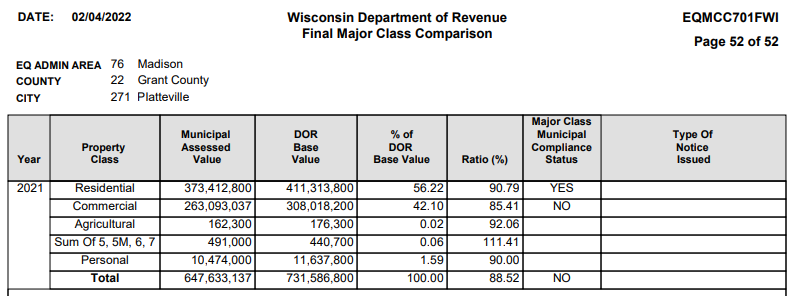 DATE: 02/04/2022 Wisconsin Department of Revenue EQMCC701FWI
Final Major Class Comparison
Page 52 of 52
EQ ADMIN AREA 76 Madison
COUNTY 22 Grant County
CITY 271 Platteville
Year Property Class Municipal Assessed Value DOR Base Value % of DOR Base Value Ratio (%) Major Class Municipal Compliance Status Type Of Notice Issued
2021 Residential 373,412,800 411,313,800 56.22 90.79 YES
Commercial 263,093,037 308,018,200 42.10 85.41 NO
Agricultural 162,300 176,300 0.02 92.06
Sum Of 5, 5M, 6, 7 491,000 440,700 0.06 111.41
Personal 10,474,000 11,637,800 1.59 90.00
Total 647,633,137 731,586,800 100.00 88.52 NO